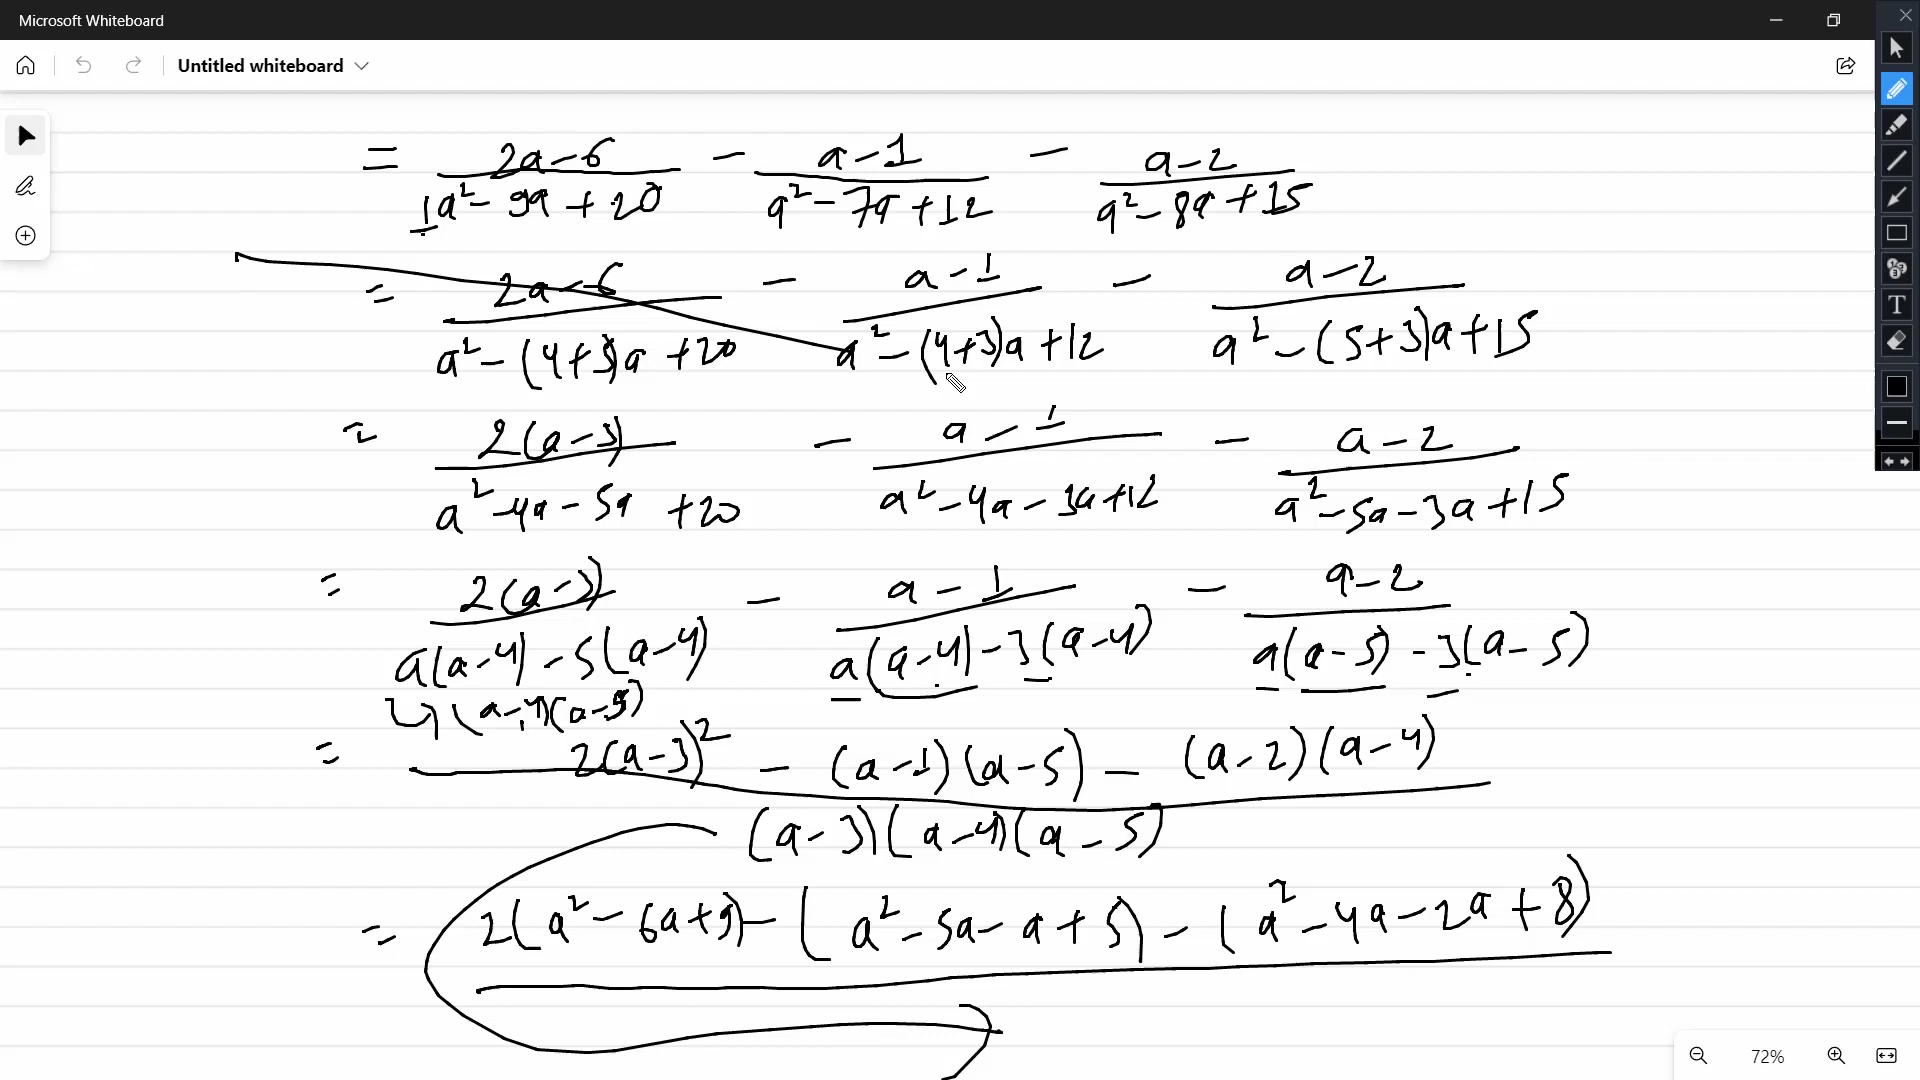 Microsoft Whiteboard
Untitled whiteboard
= (2a-6)/(1a²-9a+20) - (a-1)/(a²-7a+12) - (a-2)/(a²-8a+15)
= (2a-6)/(a²-(4+5)a+20) - (a-1)/(a²-(4+3)a+12) - (a-2)/(a²-(5+3)a+15)
= 2(a-3)/(a²-4a-5a+20) - (a-1)/(a²-4a-3a+12) - (a-2)/(a²-5a-3a+15)
= 2(a-3)/(a(a-4)-5(a-4)) - (a-1)/(a(a-4)-3(a-4)) - (a-2)/(a(a-5)-3(a-5))
(a-4)(a-5)
= (2(a-3)² - (a-1)(a-5) - (a-2)(a-4))/((a-3)(a-4)(a-5))
= 2(a²-6a+9) - (a²-5a-a+5) - (a²-4a-2a+8)
T
72%